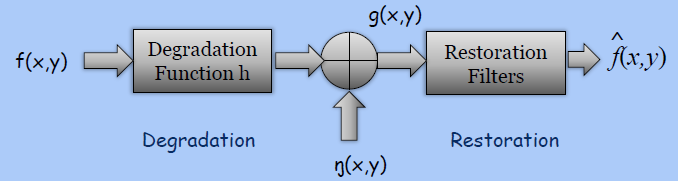 g(x,y)
f(x,y)
Degradation
Function h
Restoration
Filters
f̂(x,y)
Degradation
Restoration
ŋ(x,y)